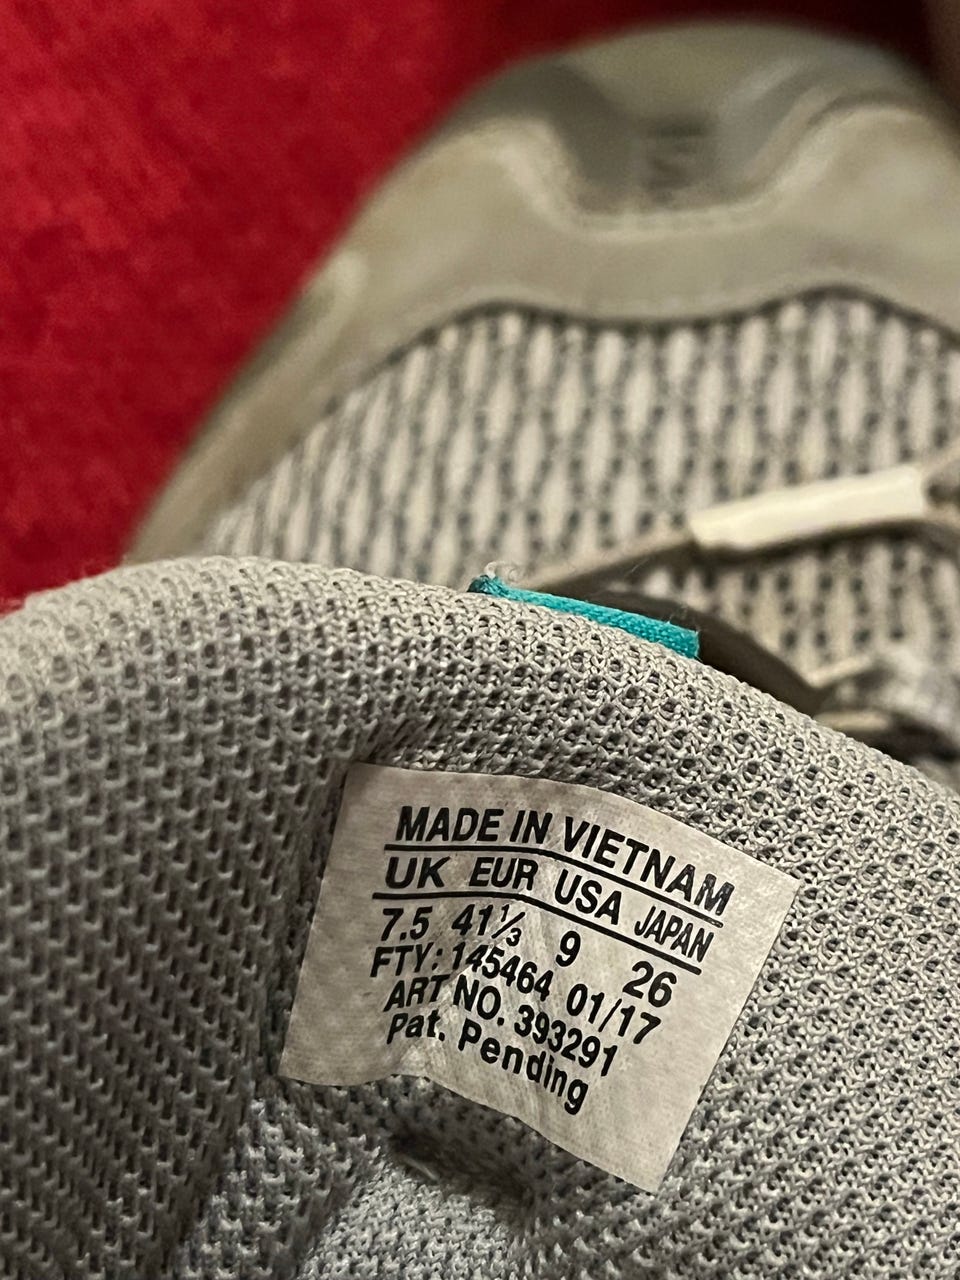 MADE IN VIETNAM
UK EUR USA JAPAN
7.5 41⅓ 9 26
FTY: 145464 01/17
ART NO. 393291
Pat. Pending